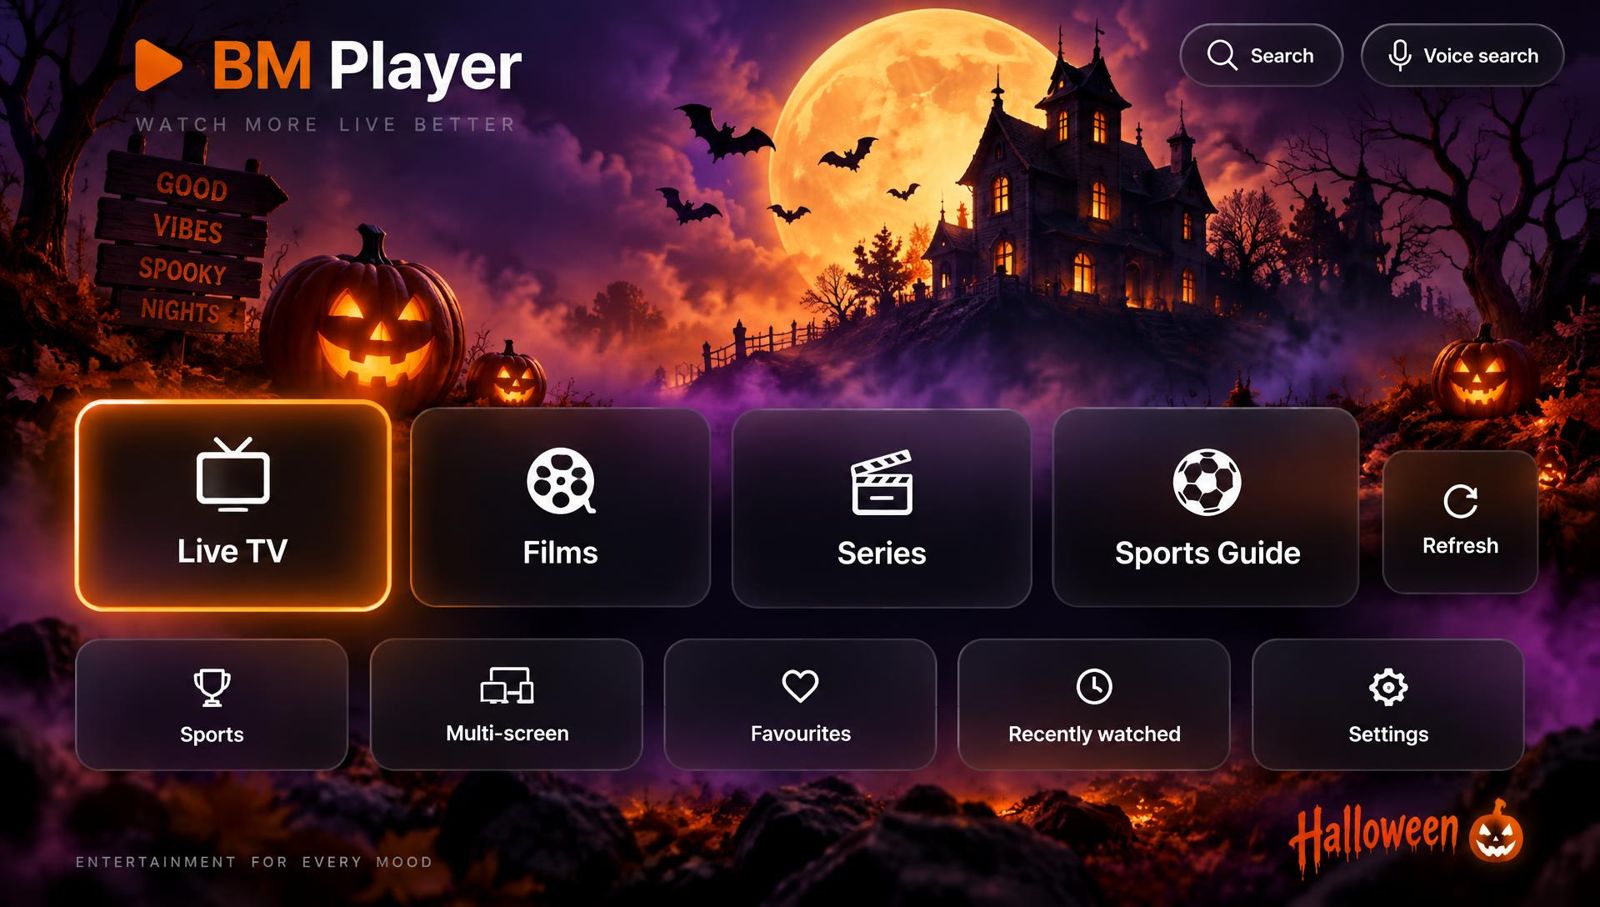 BM Player
WATCH MORE LIVE BETTER
Search
Voice search
GOOD
VIBES
SPOOKY
NIGHTS
Live TV
Films
Series
Sports Guide
Refresh
Sports
Multi-screen
Favourites
Recently watched
Settings
ENTERTAINMENT FOR EVERY MOOD
Halloween